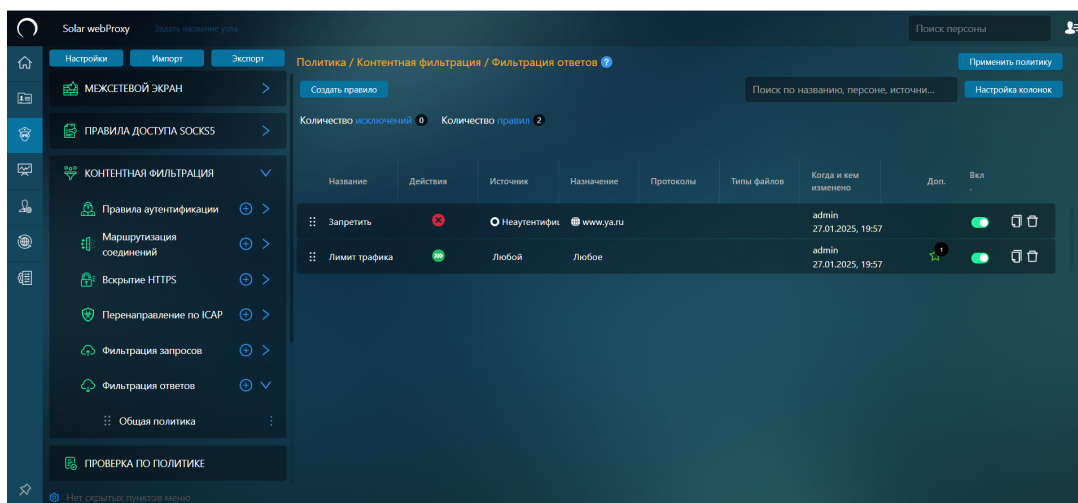 Solar webProxy Задать название узла Поиск персоны
Настройки Импорт Экспорт
Политика / Контентная фильтрация / Фильтрация ответов ?
Применить политику
МЕЖСЕТЕВОЙ ЭКРАН
Создать правило
Поиск по названию, персоне, источни...
Настройка колонок
Количество исключений 0 Количество правил 2
ПРАВИЛА ДОСТУПА SOCKS5
КОНТЕНТНАЯ ФИЛЬТРАЦИЯ
Правила аутентификации
Маршрутизация
соединений
Вскрытие HTTPS
Перенаправление по ICAP
Фильтрация запросов
Фильтрация ответов
Общая политика
ПРОВЕРКА ПО ПОЛИТИКЕ
Нет скрытых пунктов меню
Название Действия Источник Назначение Протоколы Типы файлов Когда и кем
изменено Доп. Вкл
.
Запретить Неаутентифиц www.ya.ru admin
27.01.2025, 19:57
Лимит трафика Любой Любое admin
27.01.2025, 19:57 1